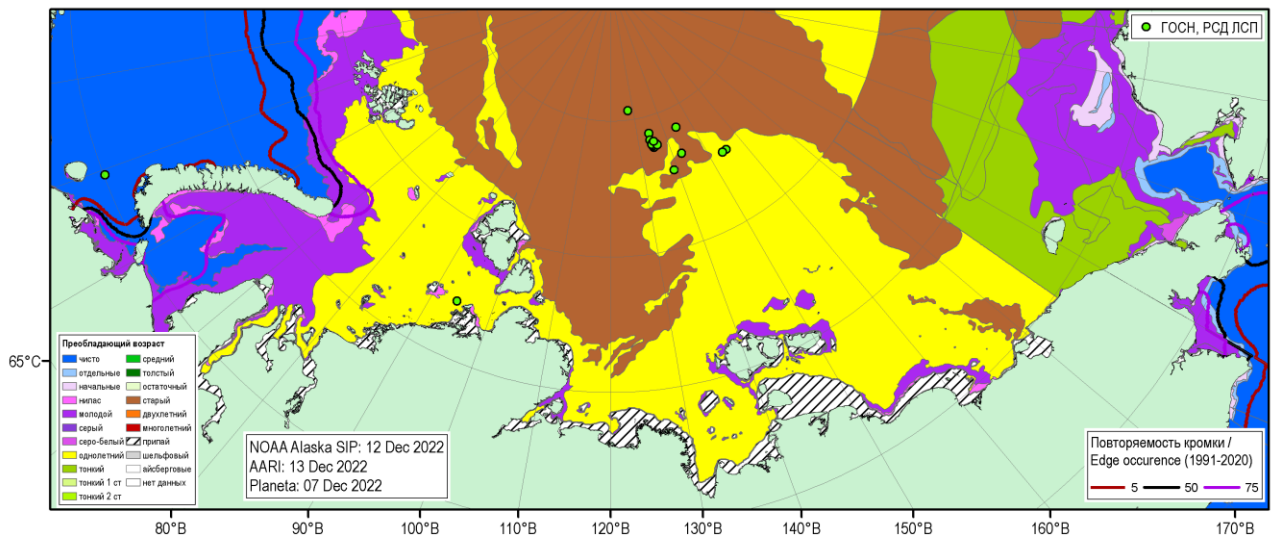 ГОСН, РСД ЛСП
65°С
Преобладающий возраст
чисто
отдельные
начальные
нилас
молодой
серый
серо-белый
однолетний
тонкий
тонкий 1 ст
тонкий 2 ст
средний
толстый
остаточный
старый
двухлетний
многолетний
припай
шельфовый
айсберговые
нет данных
NOAA Alaska SIP: 12 Dec 2022
AARI: 13 Dec 2022
Planeta: 07 Dec 2022
Повторяемость кромки /
Edge occurence (1991-2020)
5 50 75
80°В 90°В 100°В 110°В 120°В 130°В 140°В 150°В 160°В 170°В